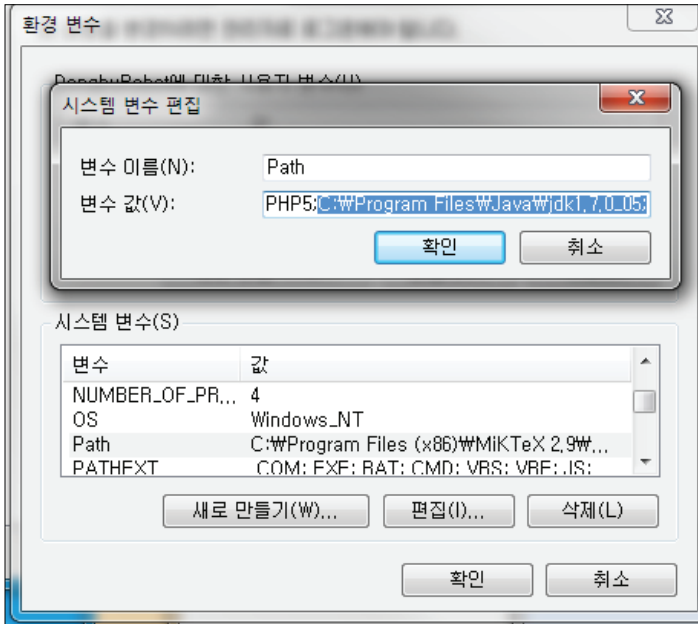 환경 변수
시스템 변수 편집
변수 이름(N):
Path
변수 값(V):
PHP5;C:₩Program Files₩Java₩jdk1.7.0_05;
확인
취소
시스템 변수(S)
변수 값
NUMBER_OF_PR... 4
OS Windows_NT
Path C:₩Program Files (x86)₩MiKTeX 2.9₩...
PATHEXT .COM;.EXE;.BAT;.CMD;.VBS;.VBE;.JS;
새로 만들기(W)... 편집(I)... 삭제(L)
확인 취소